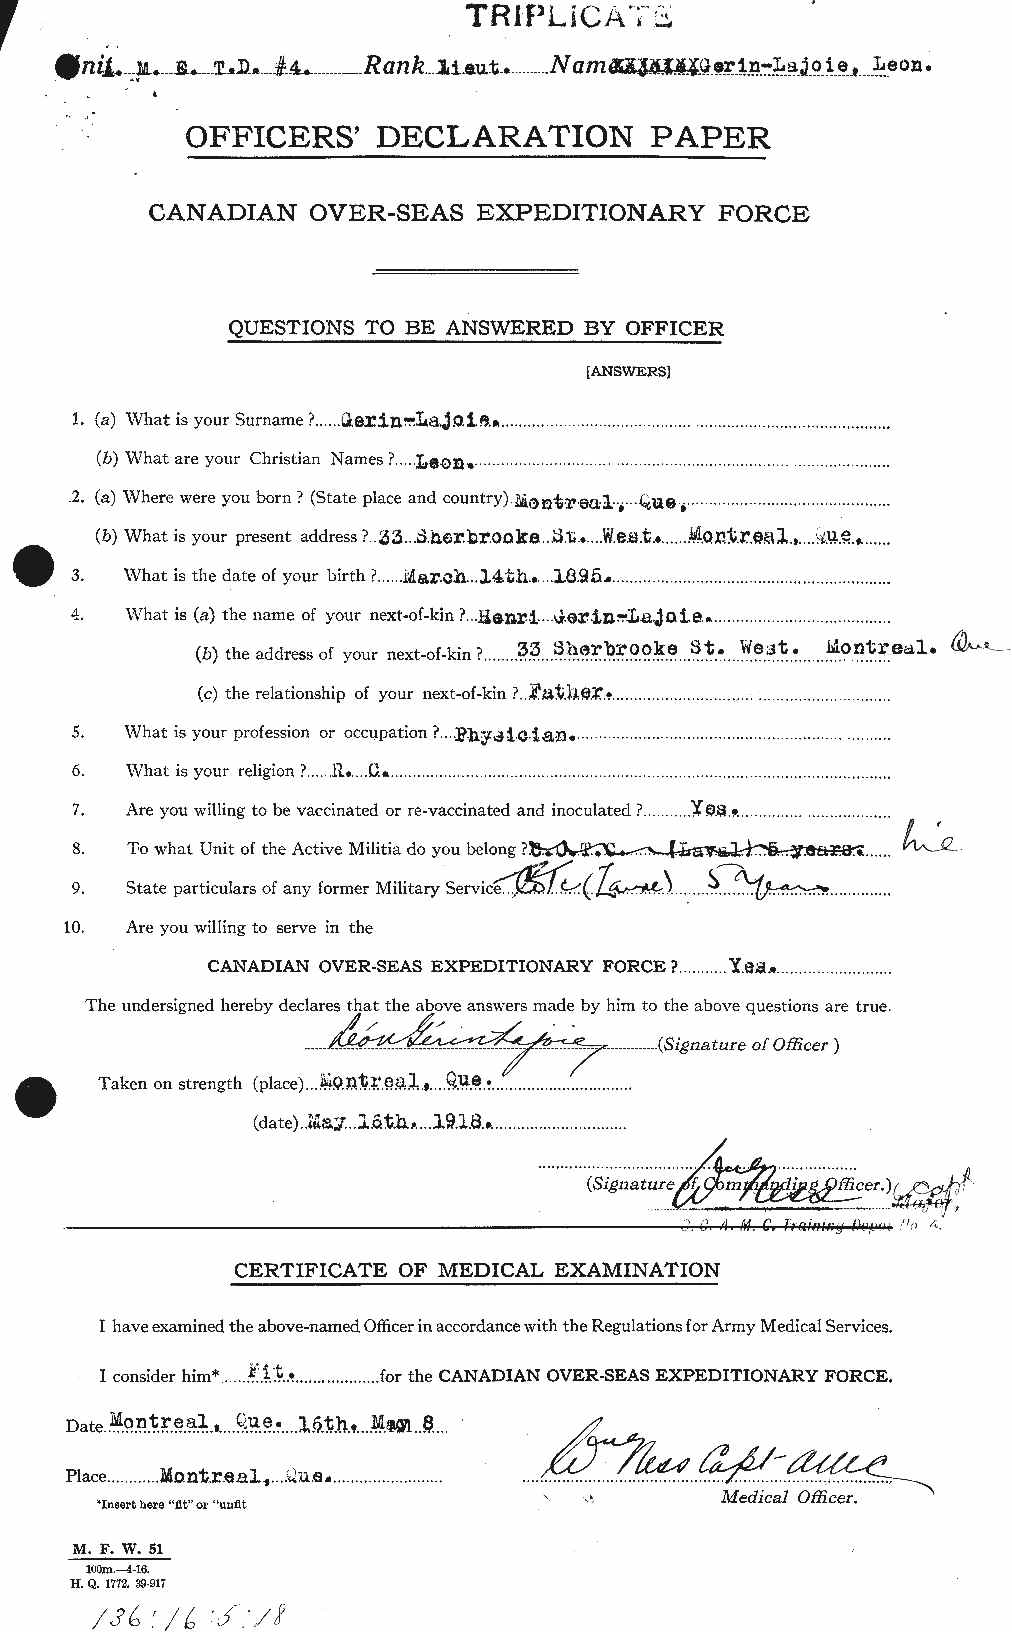 TRIPLICATE
Unit. M. S. T.D. #4. Rank Lieut. Name Gerin-Lajoie, Leon.
OFFICERS' DECLARATION PAPER
CANADIAN OVER-SEAS EXPEDITIONARY FORCE
QUESTIONS TO BE ANSWERED BY OFFICER
[ANSWERS]
1. (a) What is your Surname ? Gerin-Lajoie.
(b) What are your Christian Names ? Leon.
2. (a) Where were you born ? (State place and country) Montreal, Que,
(b) What is your present address ? 33 Sherbrooke St. West. Montreal, Que.
3. What is the date of your birth ? March 14th. 1895.
4. What is (a) the name of your next-of-kin ? Henri Gerin-Lajoie.
(b) the address of your next-of-kin ? 33 Sherbrooke St. West. Montreal. Que
(c) the relationship of your next-of-kin ? Father.
5. What is your profession or occupation ? Physician.
6. What is your religion ? R. C.
7. Are you willing to be vaccinated or re-vaccinated and inoculated ? Yes.
8. To what Unit of the Active Militia do you belong ? C.O.T.C. (Laval) 5 years.
9. State particulars of any former Military Service 5 Years
10. Are you willing to serve in the
CANADIAN OVER-SEAS EXPEDITIONARY FORCE ? Yes.
The undersigned hereby declares that the above answers made by him to the above questions are true.
Léon Gérin Lajoie (Signature of Officer )
Taken on strength (place) Montreal, Que.
(date) May 16th. 1918.
(Signature of Commanding Officer.) Capt
Major,
C. A. M. C. Training Depot No 4.
CERTIFICATE OF MEDICAL EXAMINATION
I have examined the above-named Officer in accordance with the Regulations for Army Medical Services.
I consider him* Fit. for the CANADIAN OVER-SEAS EXPEDITIONARY FORCE.
Date Montreal, Que. 16th. 8
Place Montreal, Que.
Wm Ness Capt AMC
*Insert here "fit" or "unfit
Medical Officer.
M. F. W. 51
100m.—4-16.
H. Q. 1772. 39-917
136:16:5:18